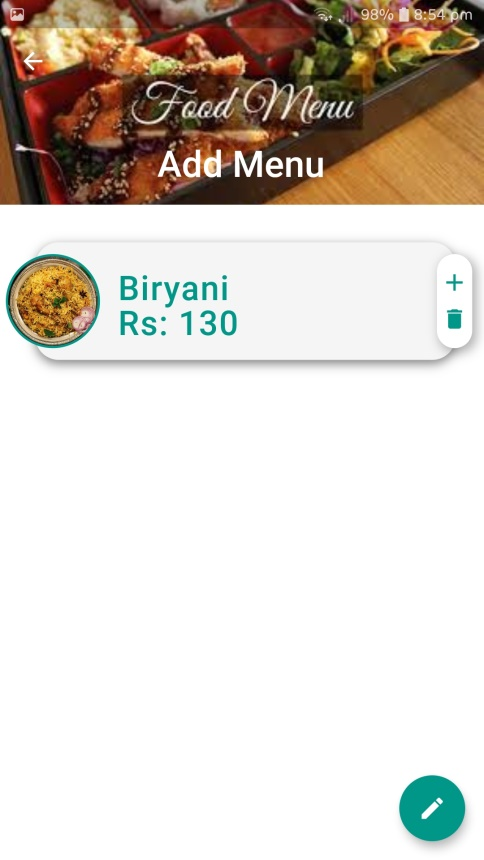 98% 8:54 pm
Food Menu
Add Menu
Biryani
Rs: 130